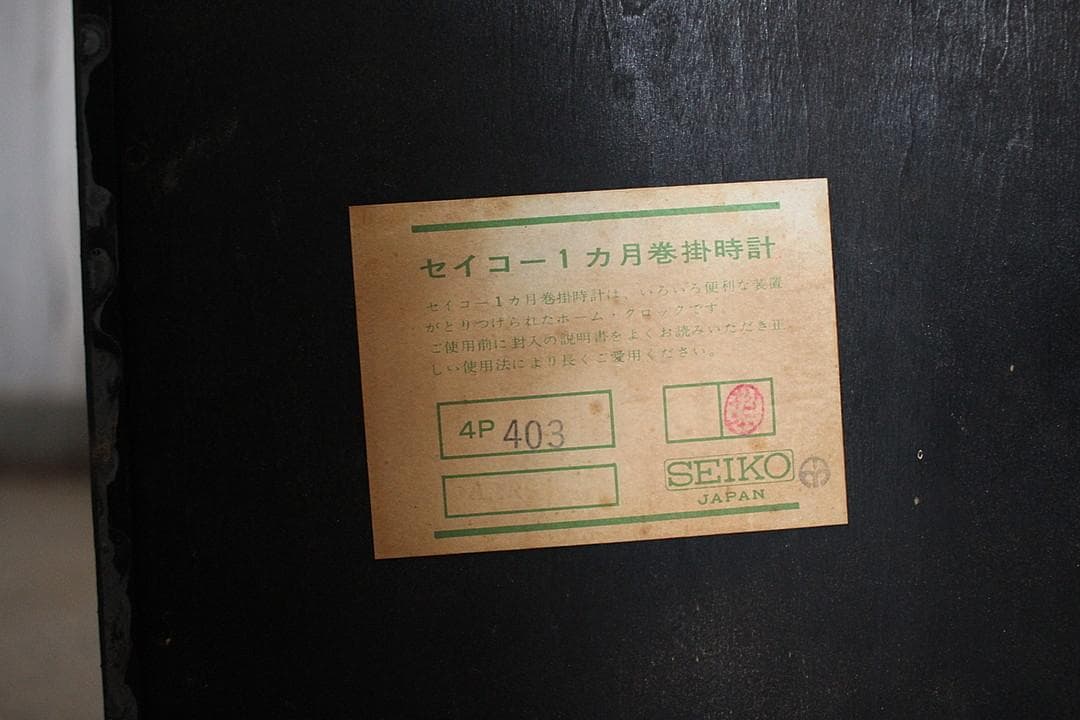 セイコー1カ月巻掛時計
セイコー1カ月巻掛時計は、いろいろ便利な装置
がとりつけられたホーム・クロックです。
ご使用前に封入の説明書をよくお読みいただき正
しい使用法により長くご愛用ください。
4P 403
SEIKO
JAPAN